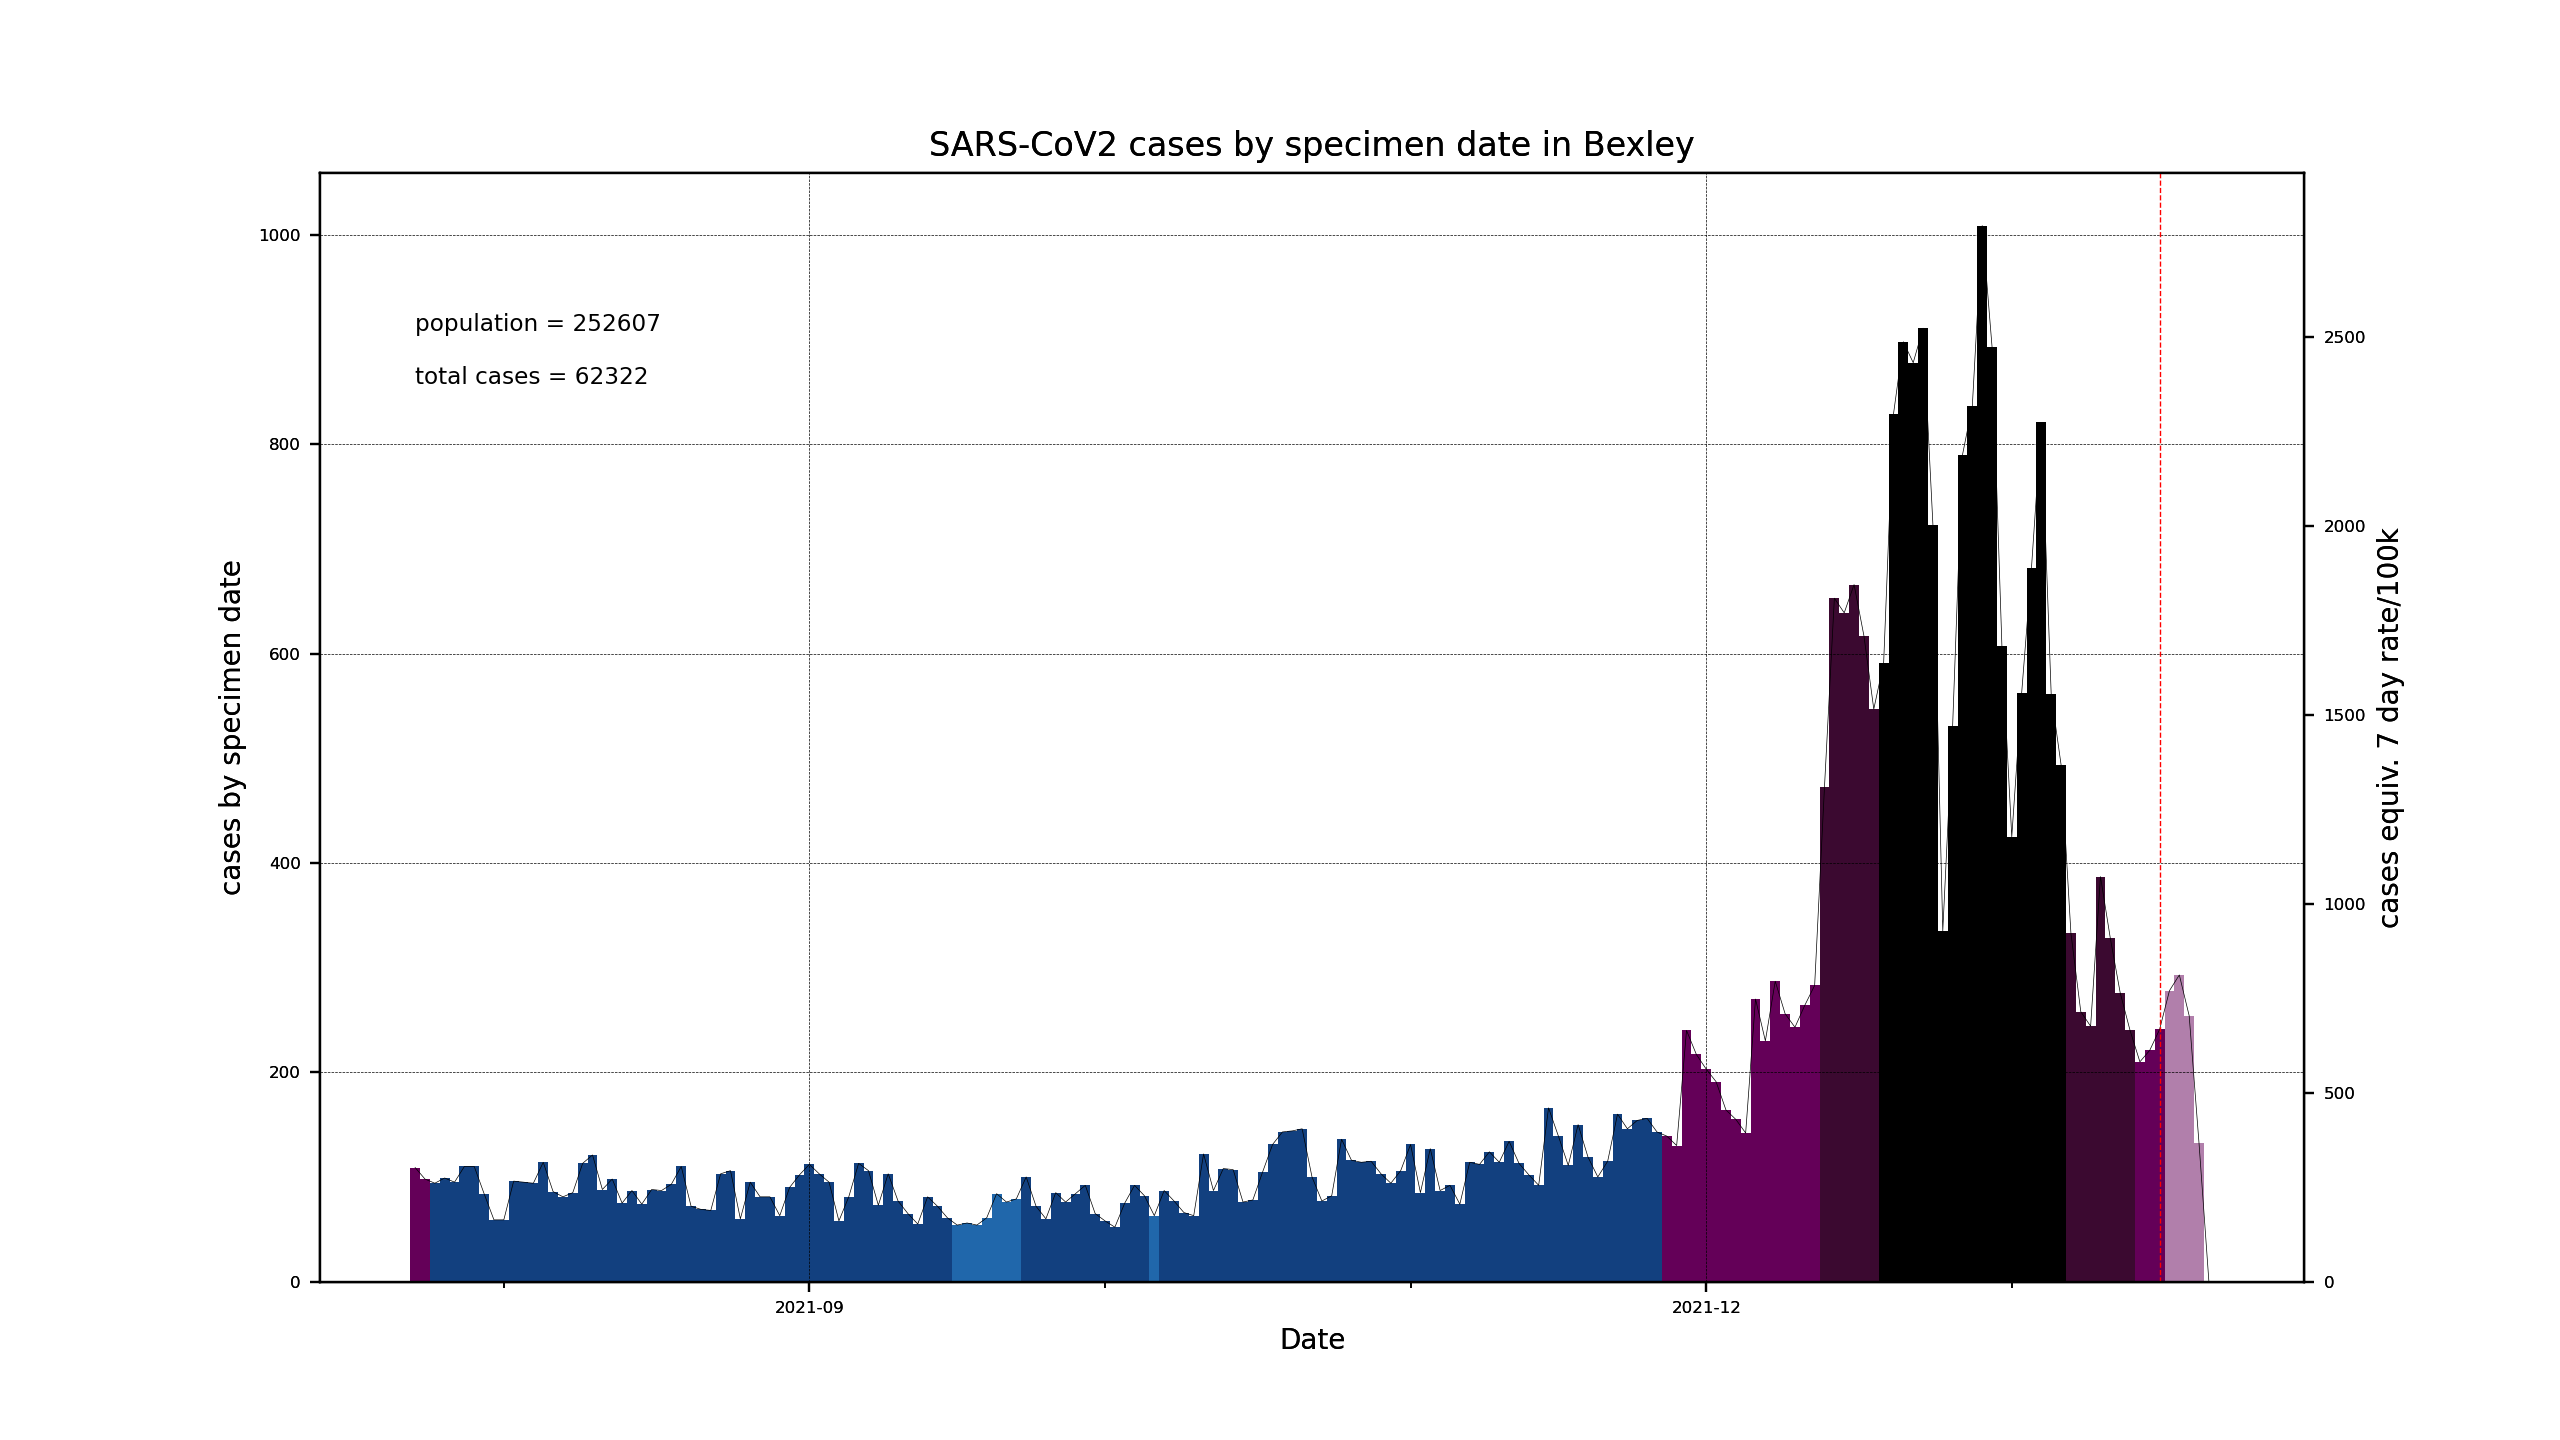 SARS-CoV2 cases by specimen date in Bexley
population = 252607
total cases = 62322
cases by specimen date
1000
800
600
400
200
0
2500
2000
1500
1000
500
0
cases equiv. 7 day rate/100k
2021-09
2021-12
Date